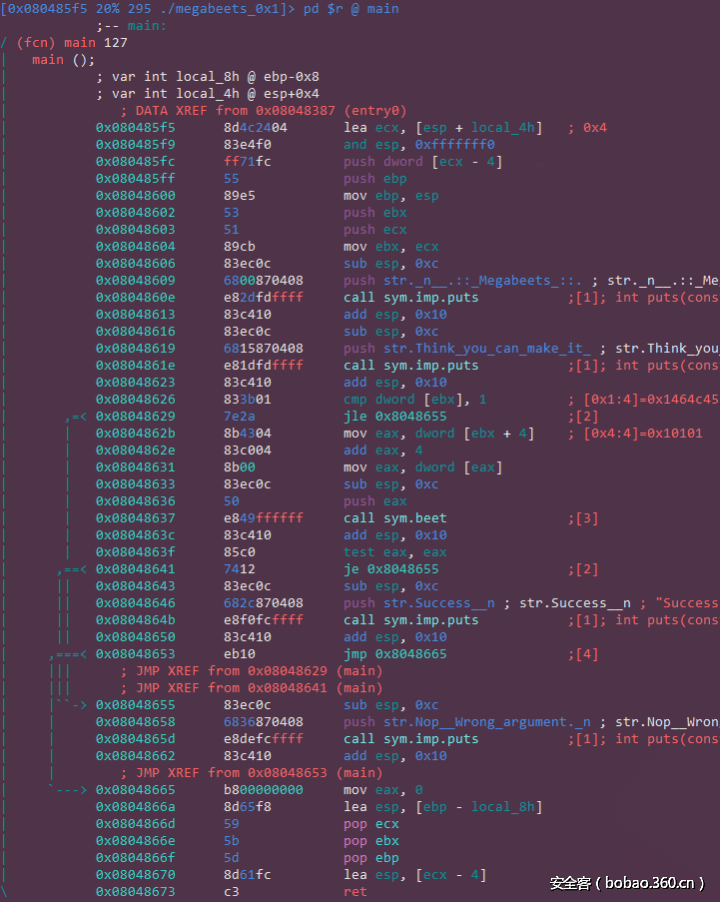 [0x080485f5 20% 295 ./megabeets_0x1]> pd $r @ main
;-- main:
/ (fcn) main 127
| main ();
| ; var int local_8h @ ebp-0x8
| ; var int local_4h @ esp+0x4
| ; DATA XREF from 0x08048387 (entry0)
| 0x080485f5 8d4c2404 lea ecx, [esp + local_4h] ; 0x4
| 0x080485f9 83e4f0 and esp, 0xfffffff0
| 0x080485fc ff71fc push dword [ecx - 4]
| 0x080485ff 55 push ebp
| 0x08048600 89e5 mov ebp, esp
| 0x08048602 53 push ebx
| 0x08048603 51 push ecx
| 0x08048604 89cb mov ebx, ecx
| 0x08048606 83ec0c sub esp, 0xc
| 0x08048609 6800870408 push str._n__.::_Megabeets_::. ; str._n__.::_Me
| 0x0804860e e82dfdffff call sym.imp.puts ;[1]; int puts(cons
| 0x08048613 83c410 add esp, 0x10
| 0x08048616 83ec0c sub esp, 0xc
| 0x08048619 6815870408 push str.Think_you_can_make_it_ ; str.Think_you
| 0x0804861e e81dfdffff call sym.imp.puts ;[1]; int puts(cons
| 0x08048623 83c410 add esp, 0x10
| 0x08048626 833b01 cmp dword [ebx], 1 ; [0x1:4]=0x1464c45
| ,=< 0x08048629 7e2a jle 0x8048655 ;[2]
| | 0x0804862b 8b4304 mov eax, dword [ebx + 4] ; [0x4:4]=0x10101
| | 0x0804862e 83c004 add eax, 4
| | 0x08048631 8b00 mov eax, dword [eax]
| | 0x08048633 83ec0c sub esp, 0xc
| | 0x08048636 50 push eax
| | 0x08048637 e849ffffff call sym.beet ;[3]
| | 0x0804863c 83c410 add esp, 0x10
| | 0x0804863f 85c0 test eax, eax
| ,==< 0x08048641 7412 je 0x8048655 ;[2]
| || 0x08048643 83ec0c sub esp, 0xc
| || 0x08048646 682c870408 push str.Success__n ; str.Success__n ; "Success
| || 0x0804864b e8f0fcffff call sym.imp.puts ;[1]; int puts(cons
| || 0x08048650 83c410 add esp, 0x10
| ,===< 0x08048653 eb10 jmp 0x8048665 ;[4]
| ||| ; JMP XREF from 0x08048629 (main)
| ||| ; JMP XREF from 0x08048641 (main)
| |``-> 0x08048655 83ec0c sub esp, 0xc
| | 0x08048658 6836870408 push str.Nop__Wrong_argument._n ; str.Nop__Wron
| | 0x0804865d e8defcffff call sym.imp.puts ;[1]; int puts(cons
| | 0x08048662 83c410 add esp, 0x10
| | ; JMP XREF from 0x08048653 (main)
| `---> 0x08048665 b800000000 mov eax, 0
| 0x0804866a 8d65f8 lea esp, [ebp - local_8h]
| 0x0804866d 59 pop ecx
| 0x0804866e 5b pop ebx
| 0x0804866f 5d pop ebp
| 0x08048670 8d61fc lea esp, [ecx - 4]
\ 0x08048673 c3 ret
安全客（bobao.360.cn）